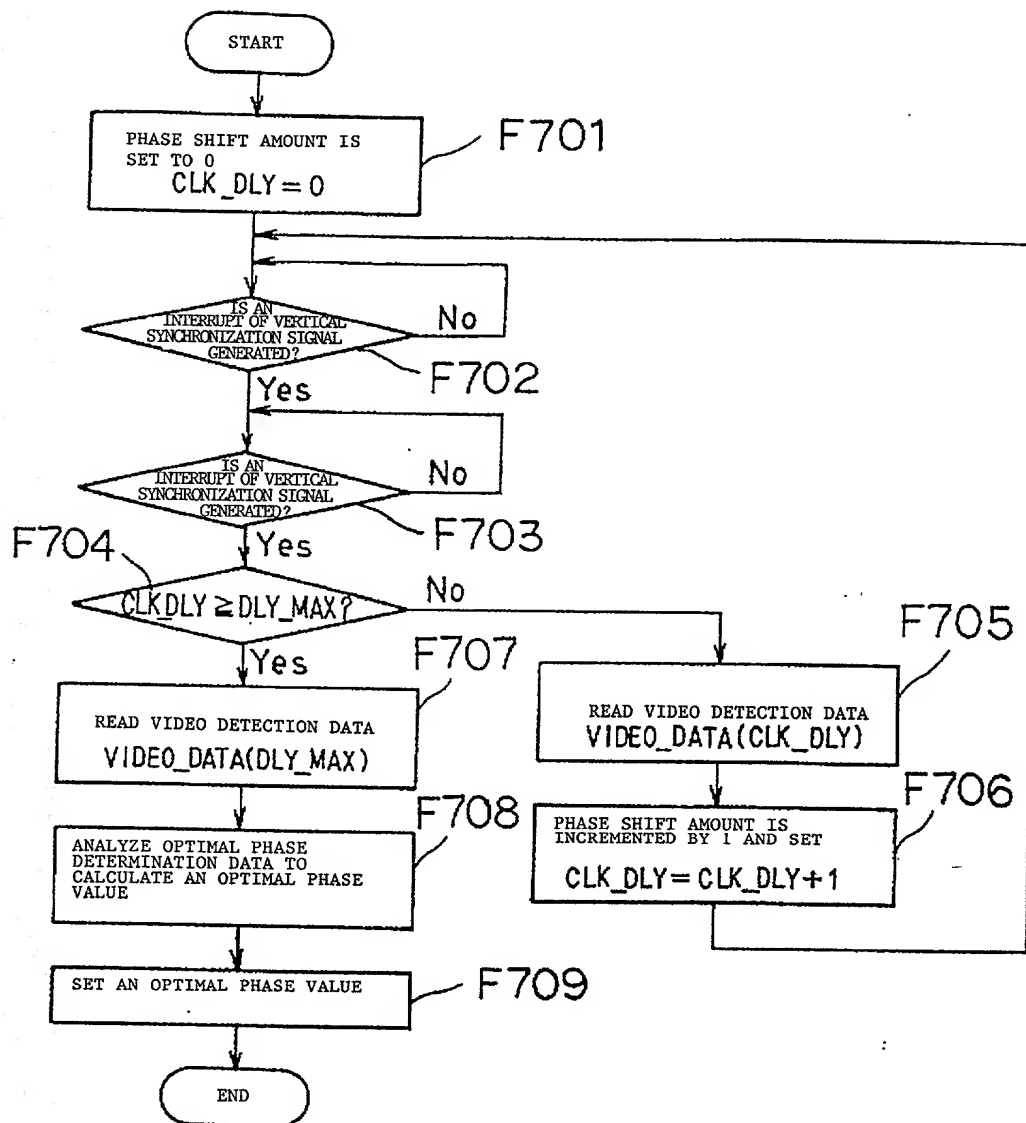 START
PHASE SHIFT AMOUNT IS
SET TO 0
CLK_DLY=0
F701
IS AN
INTERRUPT OF VERTICAL
SYNCHRONIZATION SIGNAL
GENERATED?
No
F702
Yes
IS AN
INTERRUPT OF VERTICAL
SYNCHRONIZATION SIGNAL
GENERATED?
No
F703
Yes
F704
CLKDLY≧DLY_MAX?
No
Yes
F707
READ VIDEO DETECTION DATA
VIDEO_DATA(DLY_MAX)
F705
READ VIDEO DETECTION DATA
VIDEO_DATA(CLK_DLY)
F706
PHASE SHIFT AMOUNT IS
INCREMENTED BY 1 AND SET
CLK_DLY=CLK_DLY+1
F708
ANALYZE OPTIMAL PHASE
DETERMINATION DATA TO
CALCULATE AN OPTIMAL PHASE
VALUE
SET AN OPTIMAL PHASE VALUE
F709
END